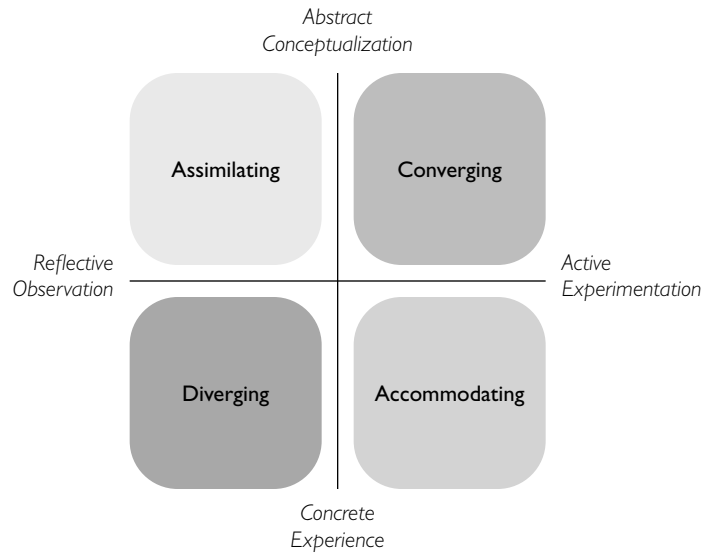 Abstract
Conceptualization
Assimilating
Converging
Reflective
Observation
Active
Experimentation
Diverging
Accommodating
Concrete
Experience